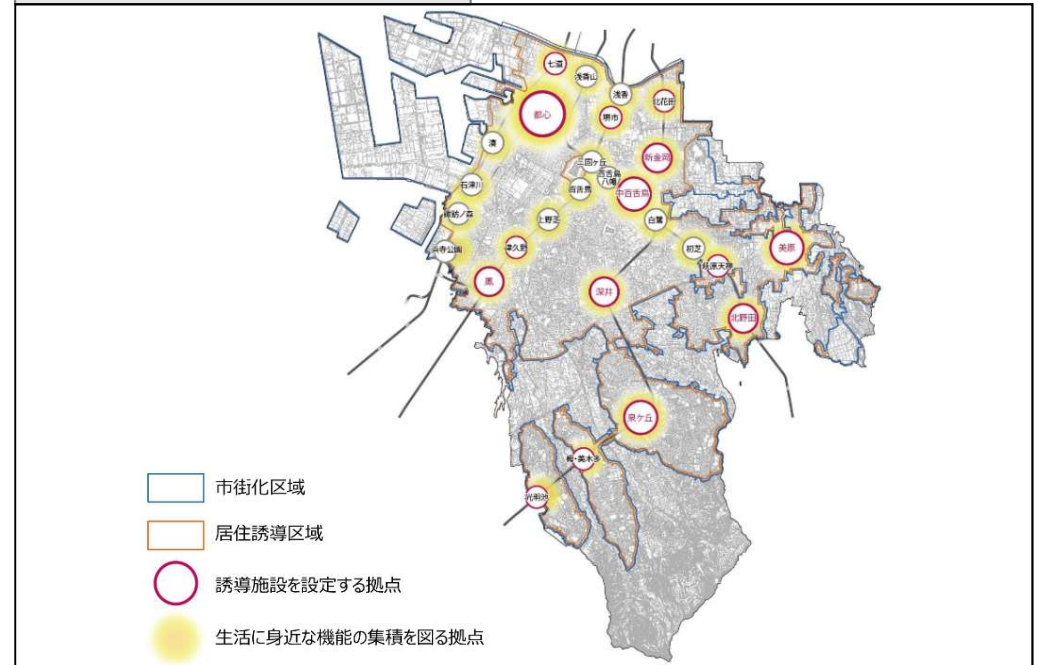 七道
浅香山
浅香
北花田
都心
堺市
湊
三国ヶ丘
新金岡
百舌鳥
八幡
石津川
百舌鳥
中百舌鳥
諏訪ノ森
上野芝
白鷺
浜寺公園
津久野
初芝
美原
萩原天神
鳳
深井
北野田
泉ケ丘
栂・美木多
光明池
市街化区域
居住誘導区域
誘導施設を設定する拠点
生活に身近な機能の集積を図る拠点